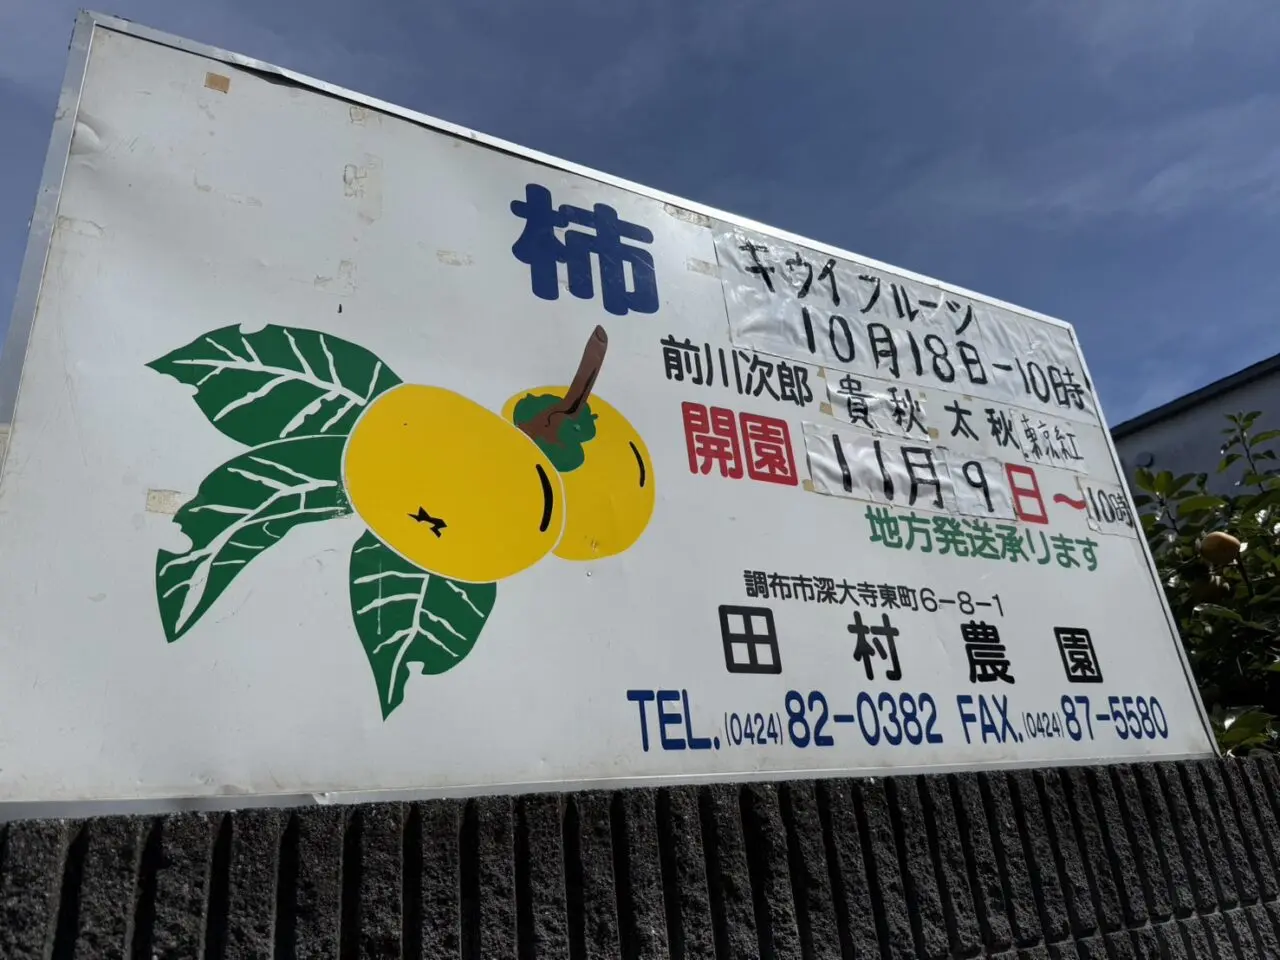 柿
キウイフルーツ
10月18日-10時
前川次郎 貴秋 太秋 東京紅
開園 11月9日～10時
地方発送承ります
調布市深大寺東町6-8-1
田村農園
TEL.(0424)82-0382 FAX.(0424)87-5580